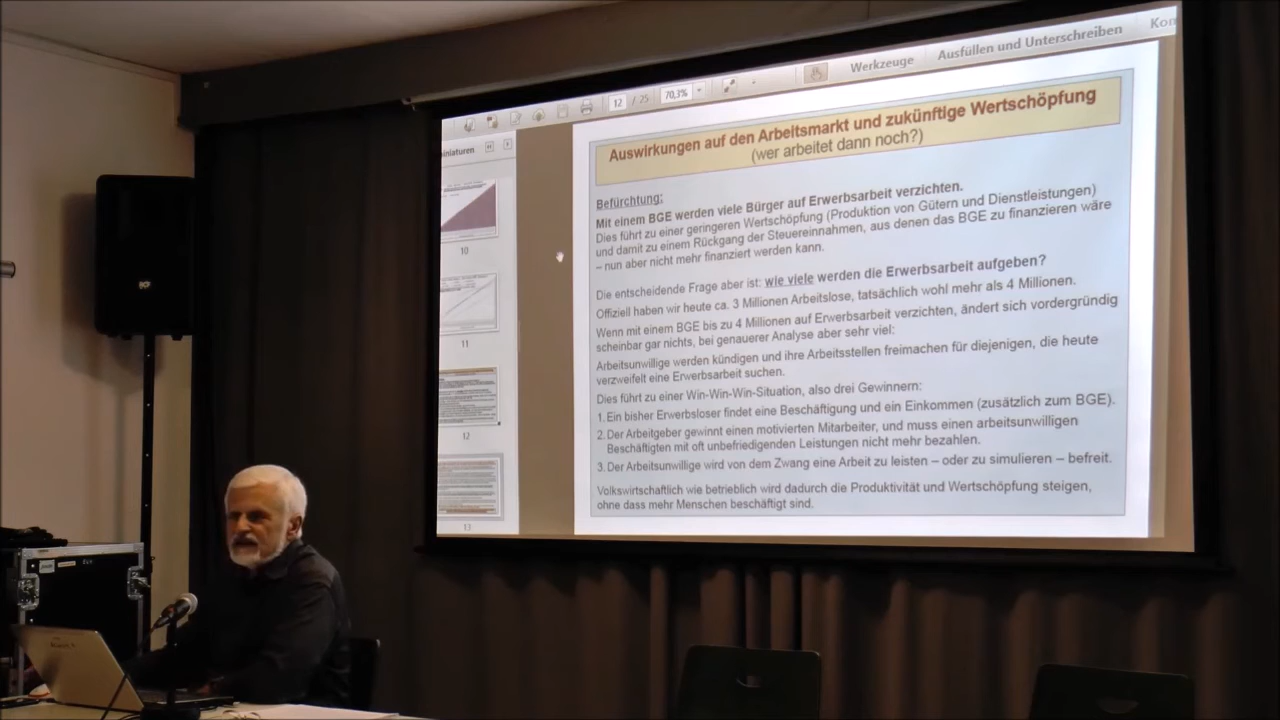 Werkzeuge
Ausfüllen und Unterschreiben
12 / 25
70,3%
Auswirkungen auf den Arbeitsmarkt und zukünftige Wertschöpfung
(wer arbeitet dann noch?)
Befürchtung:
Mit einem BGE werden viele Bürger auf Erwerbsarbeit verzichten.
Dies führt zu einer geringeren Wertschöpfung (Produktion von Gütern und Dienstleistungen)
und damit zu einem Rückgang der Steuereinnahmen, aus denen das BGE zu finanzieren wäre
– nun aber nicht mehr finanziert werden kann.
Die entscheidende Frage aber ist: wie viele werden die Erwerbsarbeit aufgeben?
Offiziell haben wir heute ca. 3 Millionen Arbeitslose, tatsächlich wohl mehr als 4 Millionen.
Wenn mit einem BGE bis zu 4 Millionen auf Erwerbsarbeit verzichten, ändert sich vordergründig
scheinbar gar nichts, bei genauerer Analyse aber sehr viel:
Arbeitsunwillige werden kündigen und ihre Arbeitsstellen freimachen für diejenigen, die heute
verzweifelt eine Erwerbsarbeit suchen.
Dies führt zu einer Win-Win-Win-Situation, also drei Gewinnern:
1. Ein bisher Erwerbsloser findet eine Beschäftigung und ein Einkommen (zusätzlich zum BGE).
2. Der Arbeitgeber gewinnt einen motivierten Mitarbeiter, und muss einen arbeitsunwilligen
Beschäftigten mit oft unbefriedigenden Leistungen nicht mehr bezahlen.
3. Der Arbeitsunwillige wird von dem Zwang eine Arbeit zu leisten – oder zu simulieren – befreit.
Volkswirtschaftlich wie betrieblich wird dadurch die Produktivität und Wertschöpfung steigen,
ohne dass mehr Menschen beschäftigt sind.
10
11
12
13